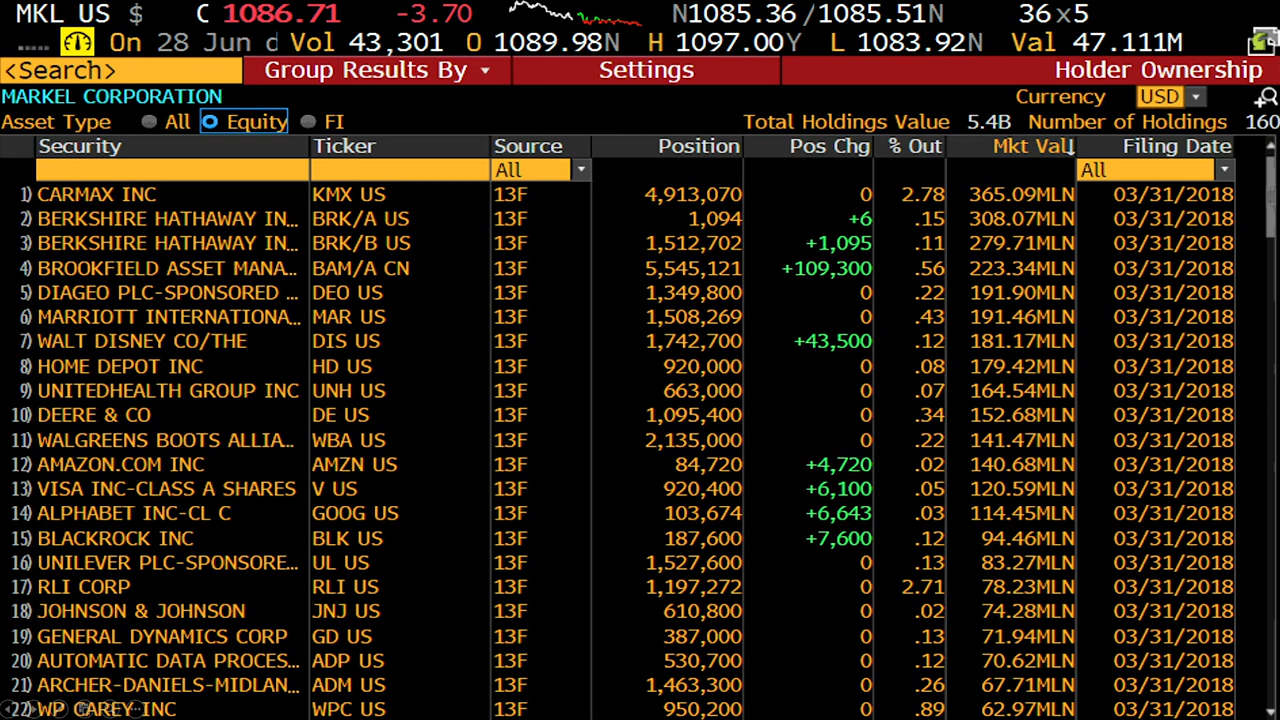 MKL US $ C 1086.71 -3.70 N1085.36/1085.51N 36x5
On 28 Jun d Vol 43,301 O 1089.98N H 1097.00Y L 1083.92N Val 47.111M
<Search> Group Results By Settings Holder Ownership
MARKEL CORPORATION Currency USD
Asset Type All Equity FI Total Holdings Value 5.4B Number of Holdings 160
Security Ticker Source Position Pos Chg % Out Mkt Val↓ Filing Date
All All
1) CARMAX INC KMX US 13F 4,913,070 0 2.78 365.09MLN 03/31/2018
2) BERKSHIRE HATHAWAY IN... BRK/A US 13F 1,094 +6 .15 308.07MLN 03/31/2018
3) BERKSHIRE HATHAWAY IN... BRK/B US 13F 1,512,702 +1,095 .11 279.71MLN 03/31/2018
4) BROOKFIELD ASSET MANA... BAM/A CN 13F 5,545,121 +109,300 .56 223.34MLN 03/31/2018
5) DIAGEO PLC-SPONSORED ... DEO US 13F 1,349,800 0 .22 191.90MLN 03/31/2018
6) MARRIOTT INTERNATIONA... MAR US 13F 1,508,269 0 .43 191.46MLN 03/31/2018
7) WALT DISNEY CO/THE DIS US 13F 1,742,700 +43,500 .12 181.17MLN 03/31/2018
8) HOME DEPOT INC HD US 13F 920,000 0 .08 179.42MLN 03/31/2018
9) UNITEDHEALTH GROUP INC UNH US 13F 663,000 0 .07 164.54MLN 03/31/2018
10) DEERE & CO DE US 13F 1,095,400 0 .34 152.68MLN 03/31/2018
11) WALGREENS BOOTS ALLIA... WBA US 13F 2,135,000 0 .22 141.47MLN 03/31/2018
12) AMAZON.COM INC AMZN US 13F 84,720 +4,720 .02 140.68MLN 03/31/2018
13) VISA INC-CLASS A SHARES V US 13F 920,400 +6,100 .05 120.59MLN 03/31/2018
14) ALPHABET INC-CL C GOOG US 13F 103,674 +6,643 .03 114.45MLN 03/31/2018
15) BLACKROCK INC BLK US 13F 187,600 +7,600 .12 94.46MLN 03/31/2018
16) UNILEVER PLC-SPONSORE... UL US 13F 1,527,600 0 .13 83.27MLN 03/31/2018
17) RLI CORP RLI US 13F 1,197,272 0 2.71 78.23MLN 03/31/2018
18) JOHNSON & JOHNSON JNJ US 13F 610,800 0 .02 74.28MLN 03/31/2018
19) GENERAL DYNAMICS CORP GD US 13F 387,000 0 .13 71.94MLN 03/31/2018
20) AUTOMATIC DATA PROCES... ADP US 13F 530,700 0 .12 70.62MLN 03/31/2018
21) ARCHER-DANIELS-MIDLAN... ADM US 13F 1,463,300 0 .26 67.71MLN 03/31/2018
22) WP CAREY INC WPC US 13F 950,200 0 .89 62.97MLN 03/31/2018